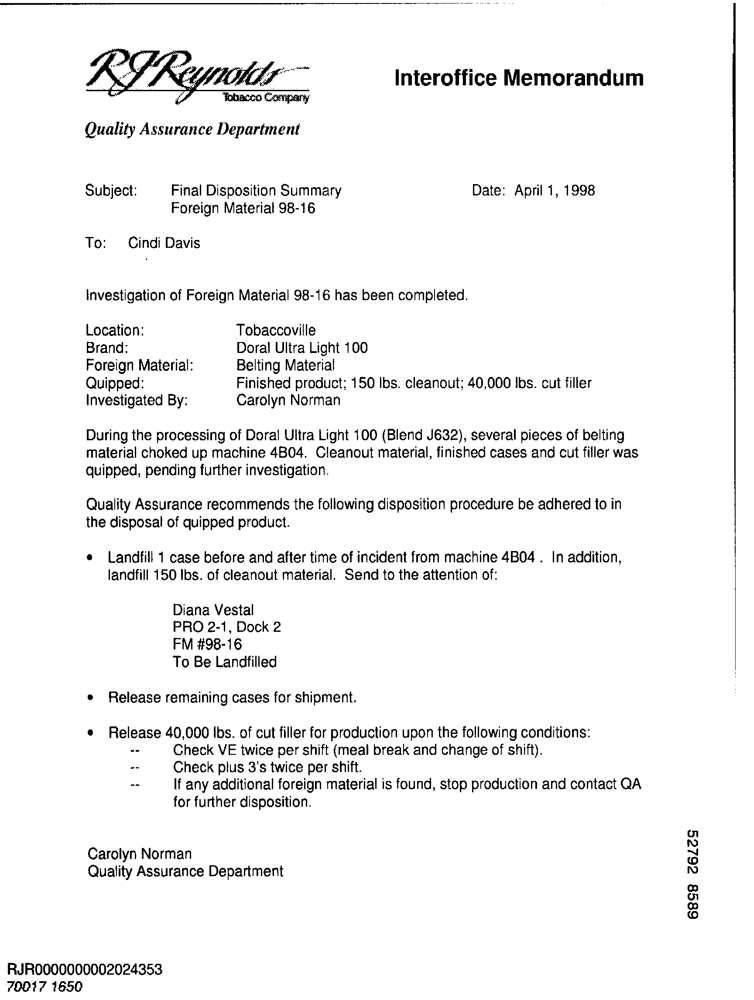 RJReynolds
Tobacco Company
Interoffice Memorandum
Quality Assurance Department
Subject: Final Disposition Summary Date: April 1, 1998
Foreign Material 98-16
To: Cindi Davis
Investigation of Foreign Material 98-16 has been completed.
Location: Tobaccoville
Brand: Doral Ultra Light 100
Foreign Material: Belting Material
Quipped: Finished product; 150 lbs. cleanout; 40,000 lbs. cut filler
Investigated By: Carolyn Norman
During the processing of Doral Ultra Light 100 (Blend J632), several pieces of belting
material choked up machine 4B04. Cleanout material, finished cases and cut filler was
quipped, pending further investigation.
Quality Assurance recommends the following disposition procedure be adhered to in
the disposal of quipped product.
• Landfill 1 case before and after time of incident from machine 4B04 . In addition,
landfill 150 lbs. of cleanout material. Send to the attention of:
Diana Vestal
PRO 2-1, Dock 2
FM #98-16
To Be Landfilled
• Release remaining cases for shipment.
• Release 40,000 lbs. of cut filler for production upon the following conditions:
-- Check VE twice per shift (meal break and change of shift).
-- Check plus 3's twice per shift.
-- If any additional foreign material is found, stop production and contact QA
for further disposition.
Carolyn Norman
Quality Assurance Department
52792 8589
RJR0000000002024353
70017 1650